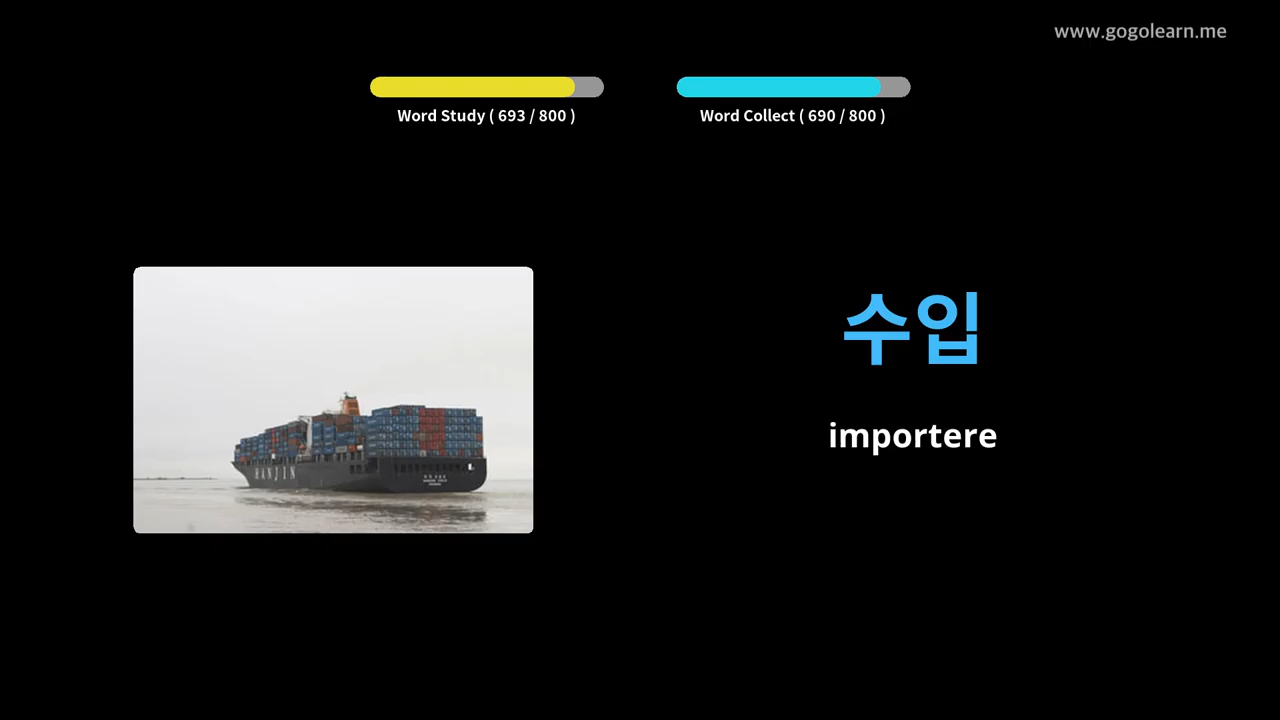 www.gogolearn.me
Word Study ( 693 / 800 )
Word Collect ( 690 / 800 )
HANJIN
수입
importere